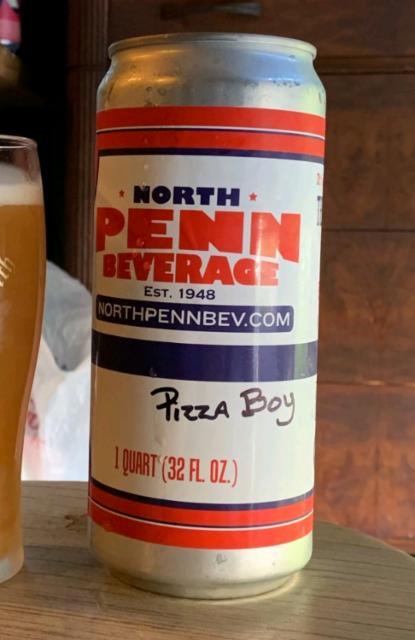 NORTH
PENN
BEVERAGE
EST. 1948
NORTHPENNBEV.COM
Pizza Boy
1 QUART (32 FL. OZ.)